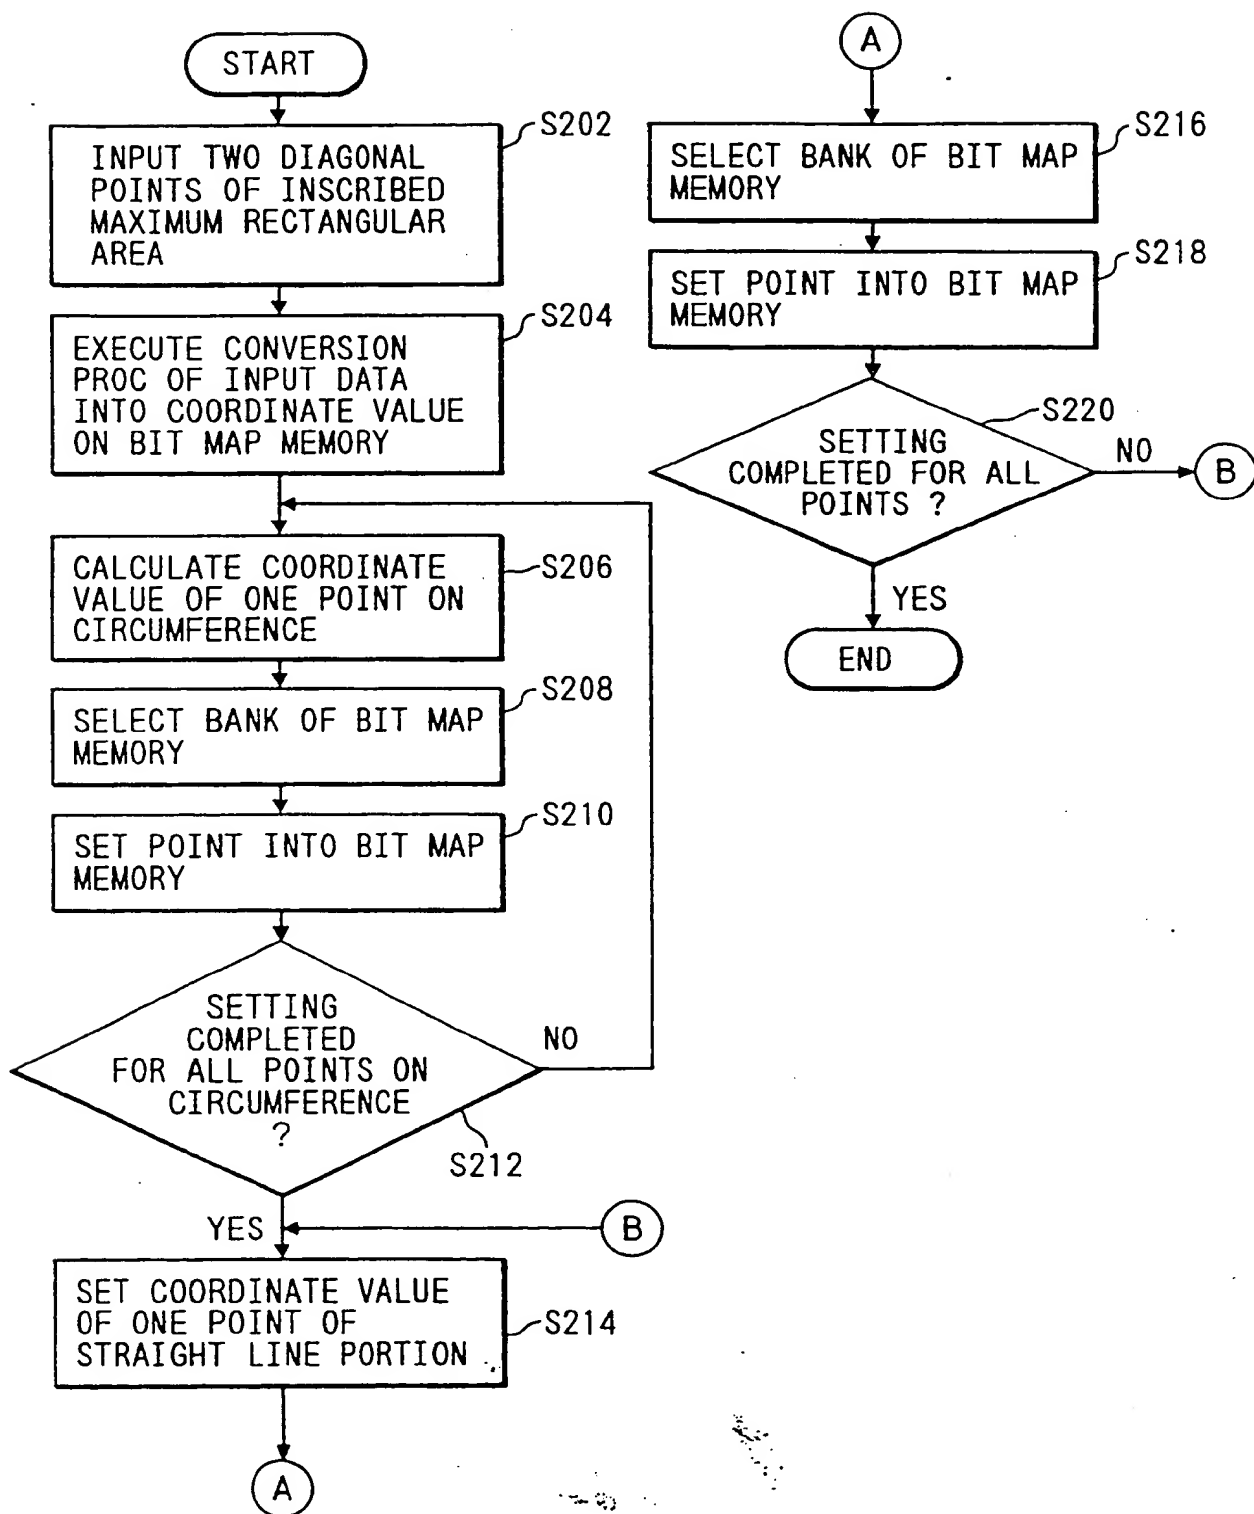 START
S202
INPUT TWO DIAGONAL
POINTS OF INSCRIBED
MAXIMUM RECTANGULAR
AREA
S204
EXECUTE CONVERSION
PROC OF INPUT DATA
INTO COORDINATE VALUE
ON BIT MAP MEMORY
CALCULATE COORDINATE
VALUE OF ONE POINT ON
CIRCUMFERENCE
S206
S208
SELECT BANK OF BIT MAP
MEMORY
S210
SET POINT INTO BIT MAP
MEMORY
SETTING
COMPLETED
FOR ALL POINTS ON
CIRCUMFERENCE
?
NO
S212
YES
B
SET COORDINATE VALUE
OF ONE POINT OF
STRAIGHT LINE PORTION
S214
A
A
S216
SELECT BANK OF BIT MAP
MEMORY
S218
SET POINT INTO BIT MAP
MEMORY
S220
SETTING
COMPLETED FOR ALL
POINTS ?
NO
B
YES
END